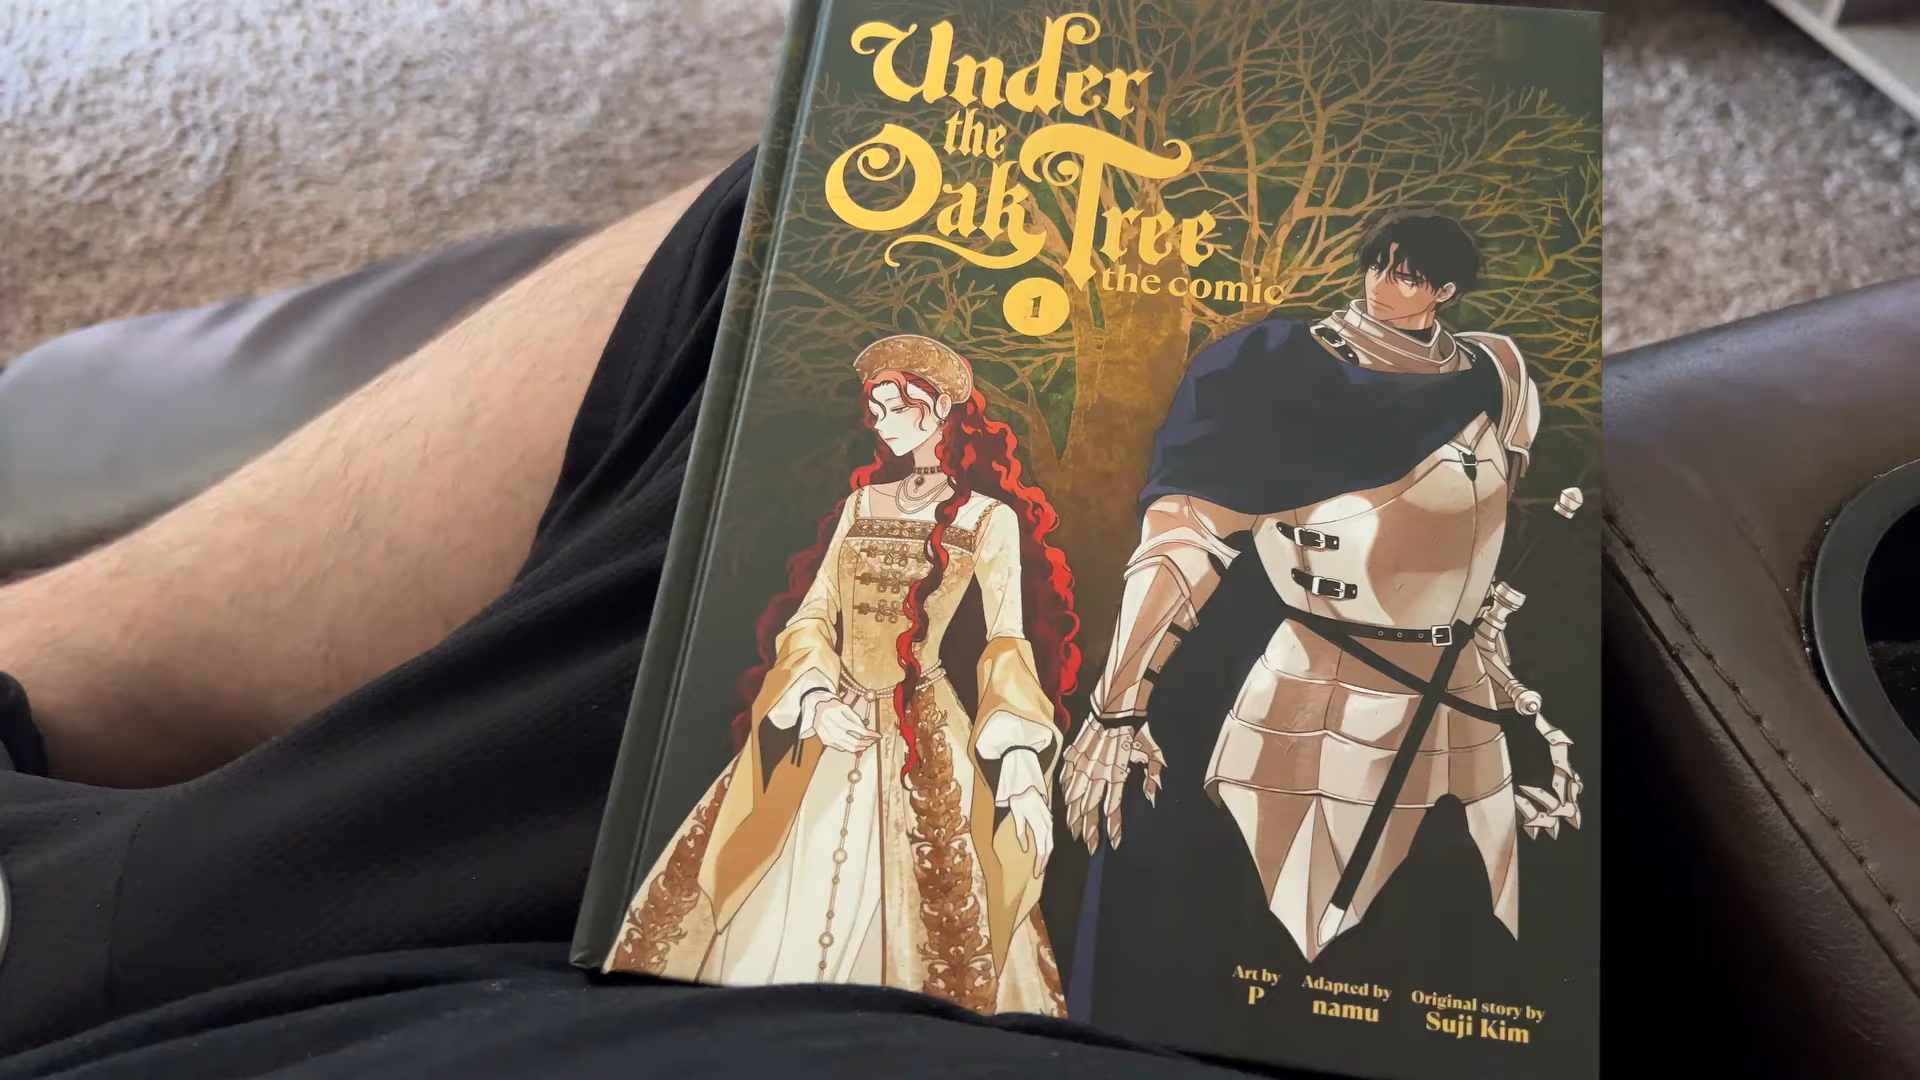 Under
the
Oak Tree
the comic
1
Art by
P
Adapted by
namu
Original story by
Suji Kim